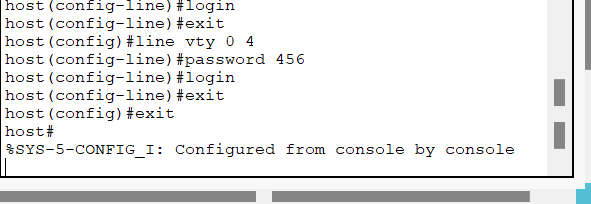 host(config-line)#login
host(config-line)#exit
host(config)#line vty 0 4
host(config-line)#password 456
host(config-line)#login
host(config-line)#exit
host(config)#exit
host#
%SYS-5-CONFIG_I: Configured from console by console